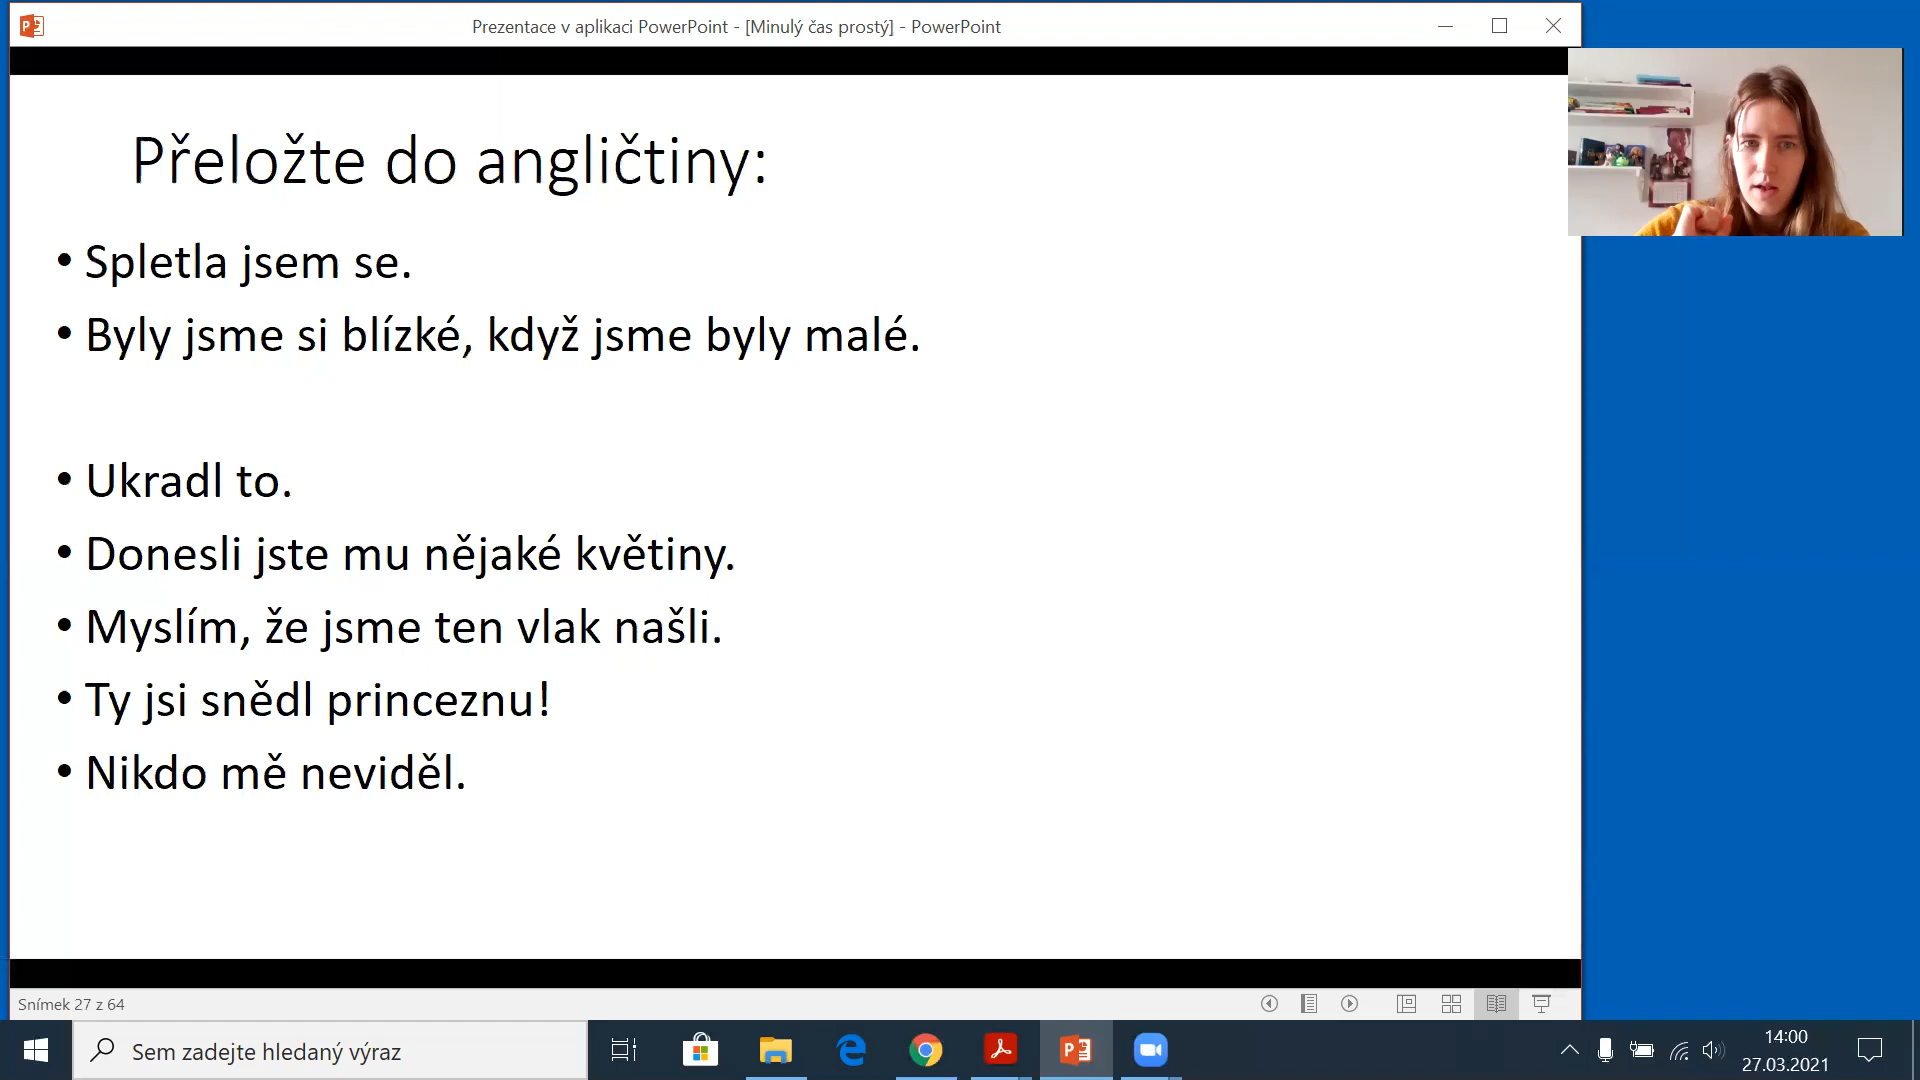 Prezentace v aplikaci PowerPoint - [Minulý čas prostý] - PowerPoint
Přeložte do angličtiny:
• Spletla jsem se.
• Byly jsme si blízké, když jsme byly malé.
• Ukradl to.
• Donesli jste mu nějaké květiny.
• Myslím, že jsme ten vlak našli.
• Ty jsi snědl princeznu!
• Nikdo mě neviděl.
Snímek 27 z 64
Sem zadejte hledaný výraz
14:00
27.03.2021